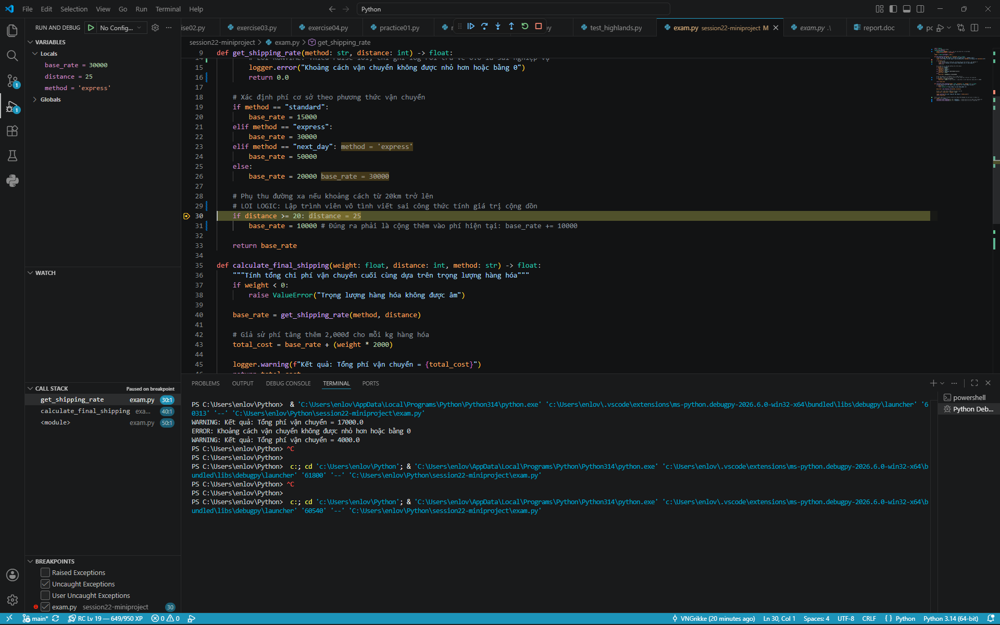 File Edit Selection View Go Run Terminal Help
Python
RUN AND DEBUG No Config...
exercise03.py exercise04.py practice01.py test_highlands.py exam.py session22-miniproject M exam.py .\ report.doc
session22-miniproject > exam.py > get_shipping_rate
VARIABLES
Locals
base_rate = 30000
distance = 25
method = 'express'
Globals
WATCH
CALL STACK Paused on breakpoint
get_shipping_rate exam.py 30:1
calculate_final_shipping exa... 40:1
<module> exam.py 50:1
BREAKPOINTS
Raised Exceptions
Uncaught Exceptions
User Uncaught Exceptions
exam.py session22-miniproject 30
9 def get_shipping_rate(method: str, distance: int) -> float:
15 logger.error("Khoảng cách vận chuyển không được nhỏ hơn hoặc bằng 0")
16 return 0.0
17
18 # Xác định phí cơ sở theo phương thức vận chuyển
19 if method == "standard":
20 base_rate = 15000
21 elif method == "express":
22 base_rate = 30000
23 elif method == "next_day": method = 'express'
24 base_rate = 50000
25 else:
26 base_rate = 20000 base_rate = 30000
27
28 # Phụ thu đường xa nếu khoảng cách từ 20km trở lên
29 # LOI LOGIC: Lập trình viên vô tình viết sai công thức tính giá trị cộng dồn
30 if distance >= 20: distance = 25
31 base_rate = 10000 # Đúng ra phải là cộng thêm vào phí hiện tại: base_rate += 10000
32
33 return base_rate
34
35 def calculate_final_shipping(weight: float, distance: int, method: str) -> float:
36 """Tính tổng chi phí vận chuyển cuối cùng dựa trên trọng lượng hàng hóa"""
37 if weight < 0:
38 raise ValueError("Trọng lượng hàng hóa không được âm")
39
40 base_rate = get_shipping_rate(method, distance)
41
42 # Giả sử phí tăng thêm 2,000đ cho mỗi kg hàng hóa
43 total_cost = base_rate + (weight * 2000)
44
45 logger.warning(f"Kết quả: Tổng phí vận chuyển = {total_cost}")
PROBLEMS OUTPUT DEBUG CONSOLE TERMINAL PORTS
PS C:\Users\enlov\Python> & 'C:\Users\enlov\AppData\Local\Programs\Python\Python314\python.exe' 'c:\Users\enlov\.vscode\extensions\ms-python.debugpy-2026.6.0-win32-x64\bundled\libs\debugpy\launcher' '6
0313' '--' 'C:\Users\enlov\Python\session22-miniproject\exam.py'
WARNING: Kết quả: Tổng phí vận chuyển = 17000.0
ERROR: Khoảng cách vận chuyển không được nhỏ hơn hoặc bằng 0
WARNING: Kết quả: Tổng phí vận chuyển = 4000.0
PS C:\Users\enlov\Python> ^C
PS C:\Users\enlov\Python>
PS C:\Users\enlov\Python> c:; cd 'c:\Users\enlov\Python'; & 'C:\Users\enlov\AppData\Local\Programs\Python\Python314\python.exe' 'c:\Users\enlov\.vscode\extensions\ms-python.debugpy-2026.6.0-win32-x64\b
undled\libs\debugpy\launcher' '61800' '--' 'C:\Users\enlov\Python\session22-miniproject\exam.py'
PS C:\Users\enlov\Python> ^C
PS C:\Users\enlov\Python>
PS C:\Users\enlov\Python> c:; cd 'c:\Users\enlov\Python'; & 'C:\Users\enlov\AppData\Local\Programs\Python\Python314\python.exe' 'c:\Users\enlov\.vscode\extensions\ms-python.debugpy-2026.6.0-win32-x64\b
undled\libs\debugpy\launcher' '60540' '--' 'C:\Users\enlov\Python\session22-miniproject\exam.py'
powershell
Python Deb...
main* RC Lv 19 — 649/950 XP 0 0 VNGrikke (20 minutes ago) Ln 30, Col 1 Spaces: 4 UTF-8 CRLF { } Python Python 3.14 (64-bit)